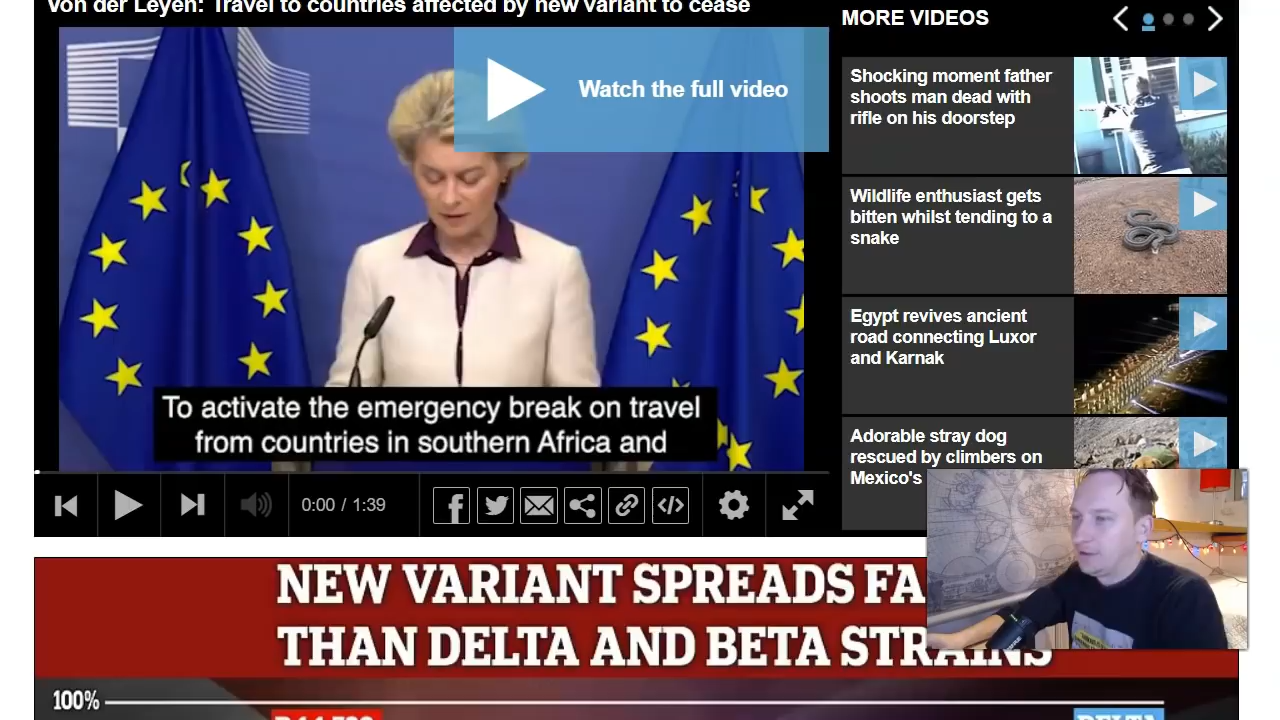 Von der Leyen: Travel to countries affected by new variant to cease
Watch the full video
To activate the emergency break on travel
from countries in southern Africa and
0:00 / 1:39
MORE VIDEOS
Shocking moment father
shoots man dead with
rifle on his doorstep
Wildlife enthusiast gets
bitten whilst tending to a
snake
Egypt revives ancient
road connecting Luxor
and Karnak
Adorable stray dog
rescued by climbers on
Mexico's
NEW VARIANT SPREADS
THAN DELTA AND BETA STRAINS
100%
DELTA